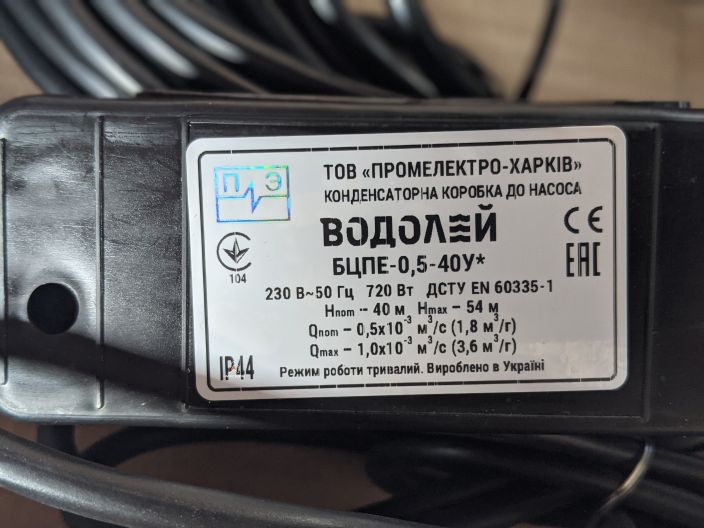 ТОВ «ПРОМЕЛЕКТРО-ХАРКІВ»
П Э
КОНДЕНСАТОРНА КОРОБКА ДО НАСОСА
ВОДОЛЕЙ
CE
БЦПЕ-0,5-40У*
EAC
104
230 В~50 Гц 720 Вт ДСТУ EN 60335-1
Hnom – 40 м Hmax – 54 м
Qnom – 0,5x10⁻³ м³/с (1,8 м³/г)
Qmax – 1,0x10⁻³ м³/с (3,6 м³/г)
IP44
Режим роботи тривалий. Вироблено в Україні